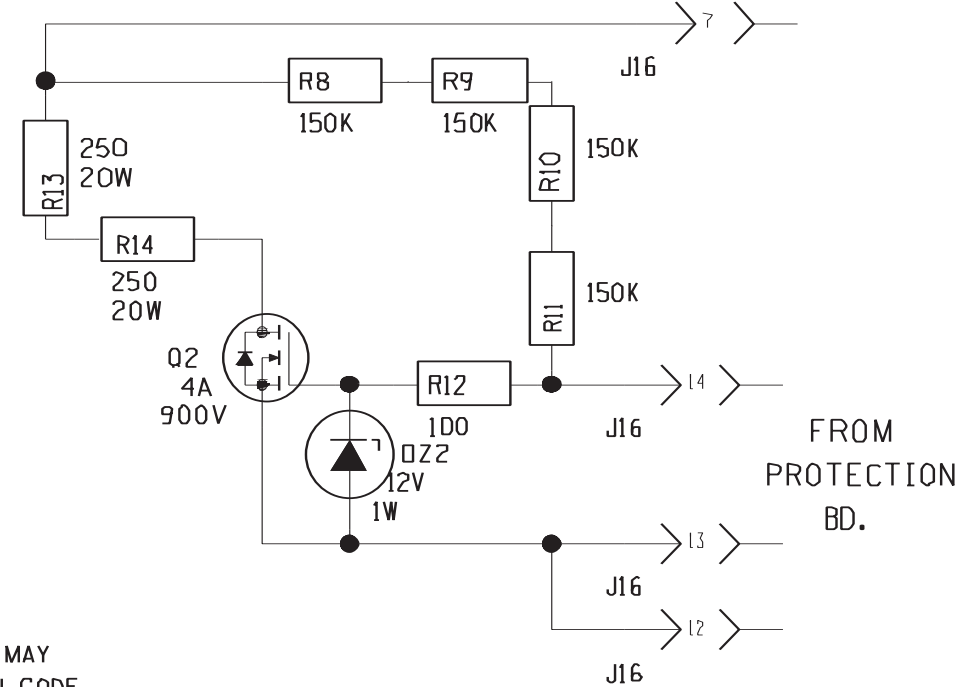 7
J16
R8
R9
150K
150K
250
20W
R13
R10
150K
R14
250
20W
R11
150K
Q2
4A
900V
R12
100
14
J16
DZ2
12V
1W
FROM
PROTECTION
BD.
13
J16
12
J16
MAY